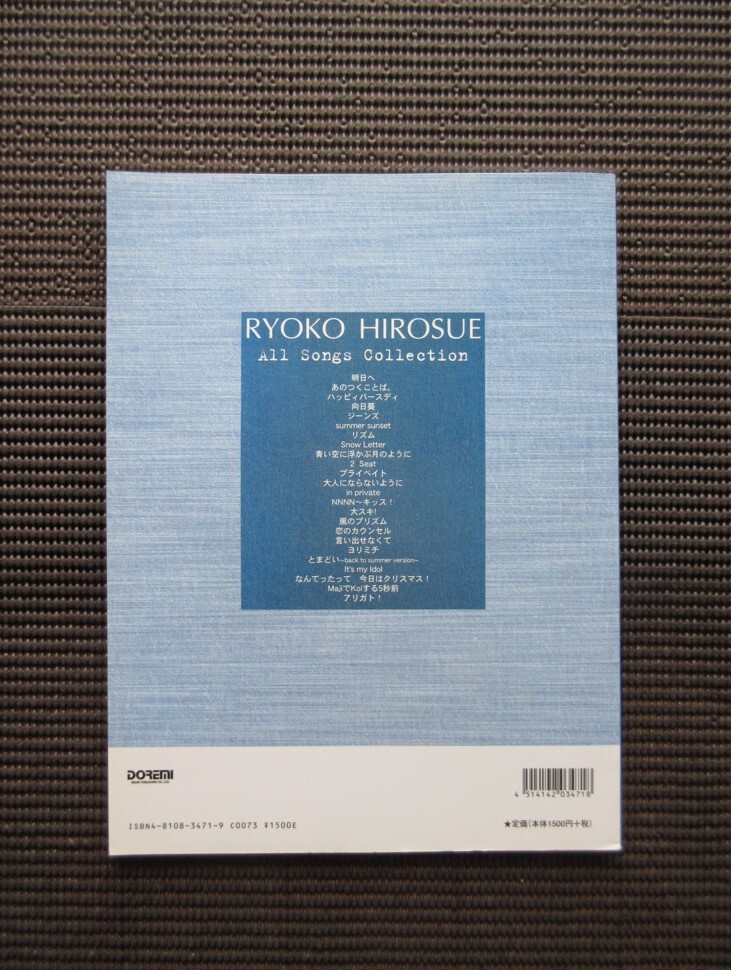 RYOKO HIROSUE
All Songs Collection
明日へ
あのつくことば。
ハッピィバースディ
向日葵
ジーンズ
summer sunset
リズム
Snow Letter
青い空に浮かぶ月のように
2 Seat
プライベイト
大人にならないように
in private
NNNN〜キッス！
大スキ!
風のプリズム
恋のカウンセル
言い出せなくて
ヨリミチ
とまどい~back to summer version~
It's my Idol
なんてったって 今日はクリスマス！
MajiでKoiする5秒前
アリガト！
DOREMI
4 514142 034718
ISBN4-8108-3471-9 C0073 ¥1500E
★定価(本体1500円+税)